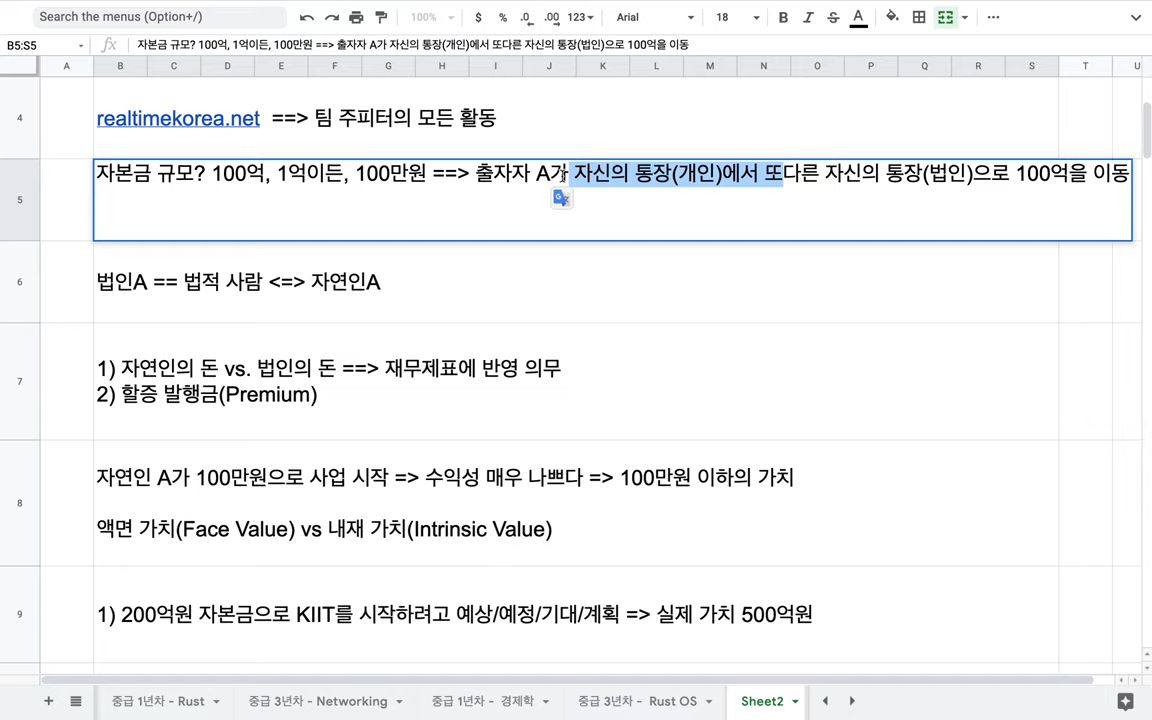 Search the menus (Option+/)
100%
$ % .0 .00 123
Arial
18
B I S A
B5:S5
fx
자본금 규모? 100억, 1억이든, 100만원 ==> 출자자 A가 자신의 통장(개인)에서 또다른 자신의 통장(법인)으로 100억을 이동
A B C D E F G H I J K L M N O P Q R S T U
4
realtimekorea.net ==> 팀 주피터의 모든 활동
5
자본금 규모? 100억, 1억이든, 100만원 ==> 출자자 A가 자신의 통장(개인)에서 또다른 자신의 통장(법인)으로 100억을 이동
6
법인A == 법적 사람 <=> 자연인A
7
1) 자연인의 돈 vs. 법인의 돈 ==> 재무제표에 반영 의무
2) 할증 발행금(Premium)
8
자연인 A가 100만원으로 사업 시작 => 수익성 매우 나쁘다 => 100만원 이하의 가치
액면 가치(Face Value) vs 내재 가치(Intrinsic Value)
9
1) 200억원 자본금으로 KIIT를 시작하려고 예상/예정/기대/계획 => 실제 가치 500억원
중급 1년차 - Rust
중급 3년차 - Networking
중급 1년차 - 경제학
중급 3년차 - Rust OS
Sheet2